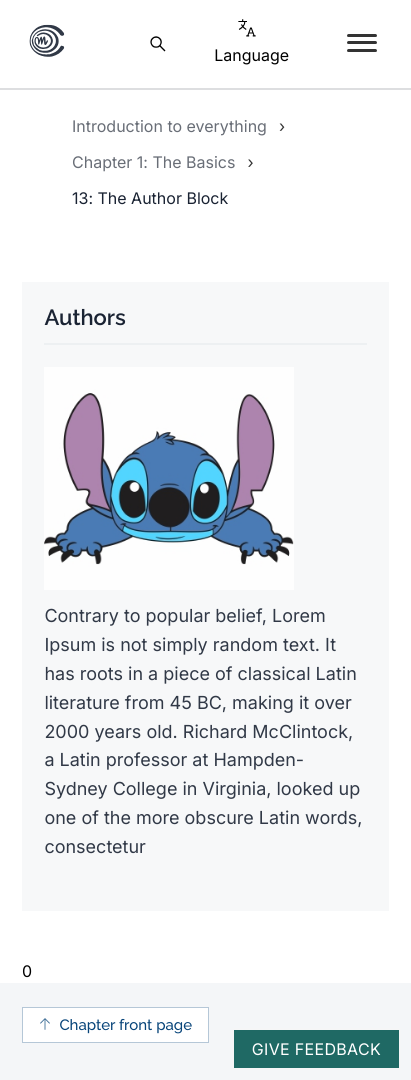 Language
Introduction to everything ›
Chapter 1: The Basics ›
13: The Author Block
Authors
Contrary to popular belief, Lorem
Ipsum is not simply random text. It
has roots in a piece of classical Latin
literature from 45 BC, making it over
2000 years old. Richard McClintock,
a Latin professor at Hampden-
Sydney College in Virginia, looked up
one of the more obscure Latin words,
consectetur
0
↑ Chapter front page
GIVE FEEDBACK